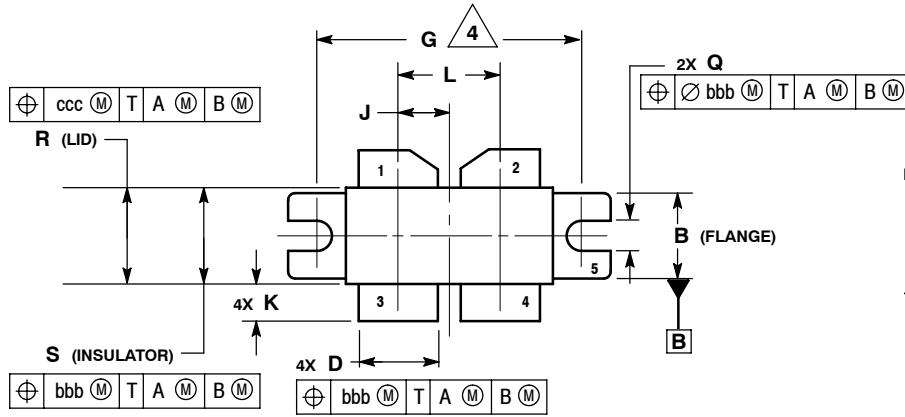 G 4
L
2X Q
⌖ ⌀ bbb Ⓜ T A Ⓜ B Ⓜ
⌖ ccc Ⓜ T A Ⓜ B Ⓜ
J
R (LID)
1 2
B (FLANGE)
5
4X K
3 4
S (INSULATOR)
B
4X D
⌖ bbb Ⓜ T A Ⓜ B Ⓜ
⌖ bbb Ⓜ T A Ⓜ B Ⓜ